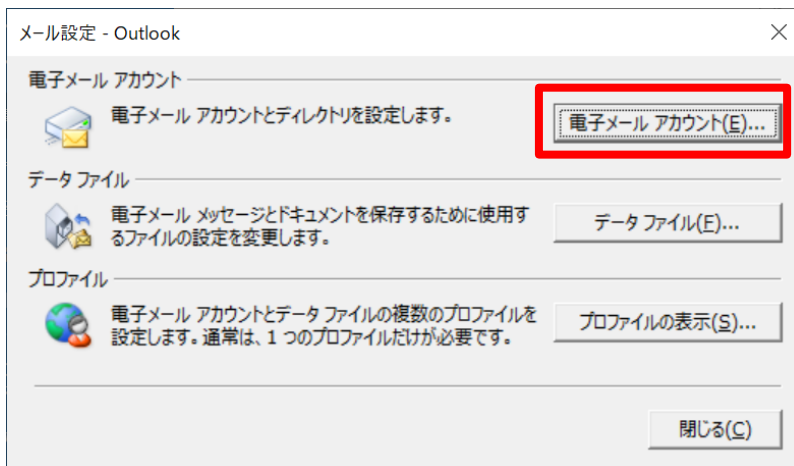 メール設定 - Outlook
電子メール アカウント
電子メール アカウントとディレクトリを設定します。
電子メール アカウント(E)...
データ ファイル
電子メール メッセージとドキュメントを保存するために使用す
るファイルの設定を変更します。
データ ファイル(F)...
プロファイル
電子メール アカウントとデータ ファイルの複数のプロファイルを
設定します。通常は、1 つのプロファイルだけが必要です。
プロファイルの表示(S)...
閉じる(C)